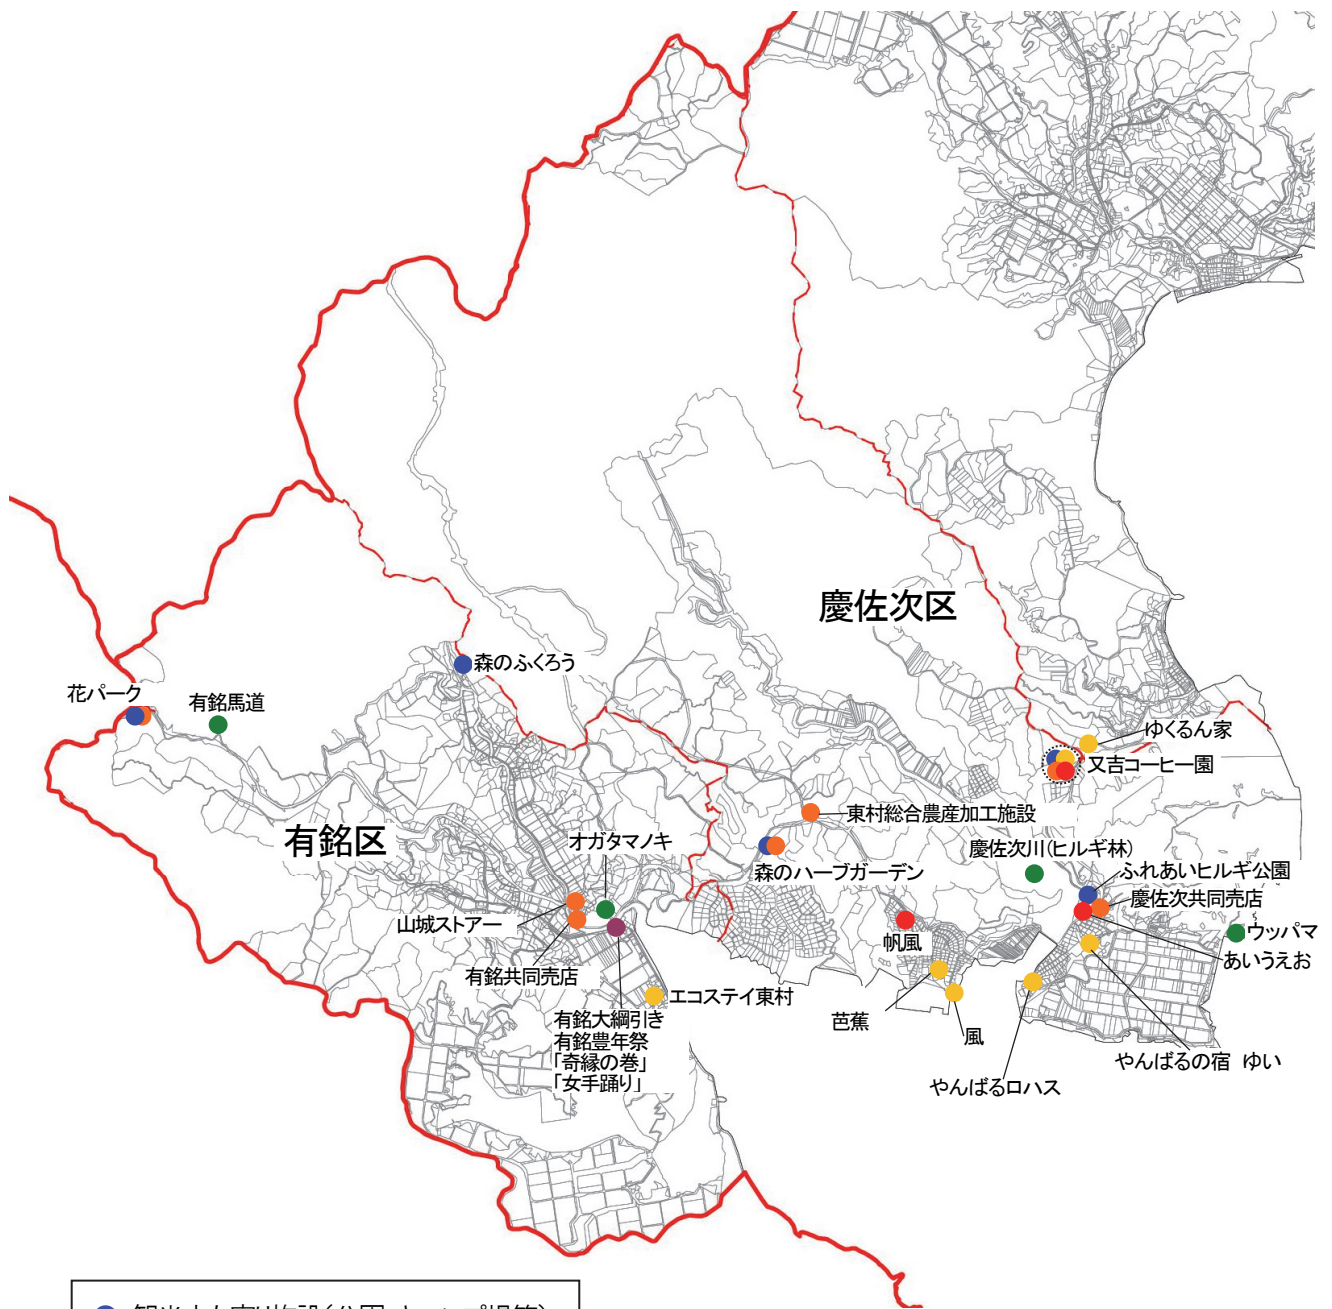 慶佐次区
森のふくろう
花パーク
有銘馬道
ゆくるん家
又吉コーヒー園
東村総合農産加工施設
有銘区
オガタマノキ
慶佐次川(ヒルギ林)
森のハーブガーデン
ふれあいヒルギ公園
慶佐次共同売店
山城ストアー
帆風
ウッパマ
あいうえお
有銘共同売店
エコステイ東村
有銘大綱引き
有銘豊年祭
「奇縁の巻」
「女手踊り」
芭蕉
風
やんばるの宿 ゆい
やんばるロハス